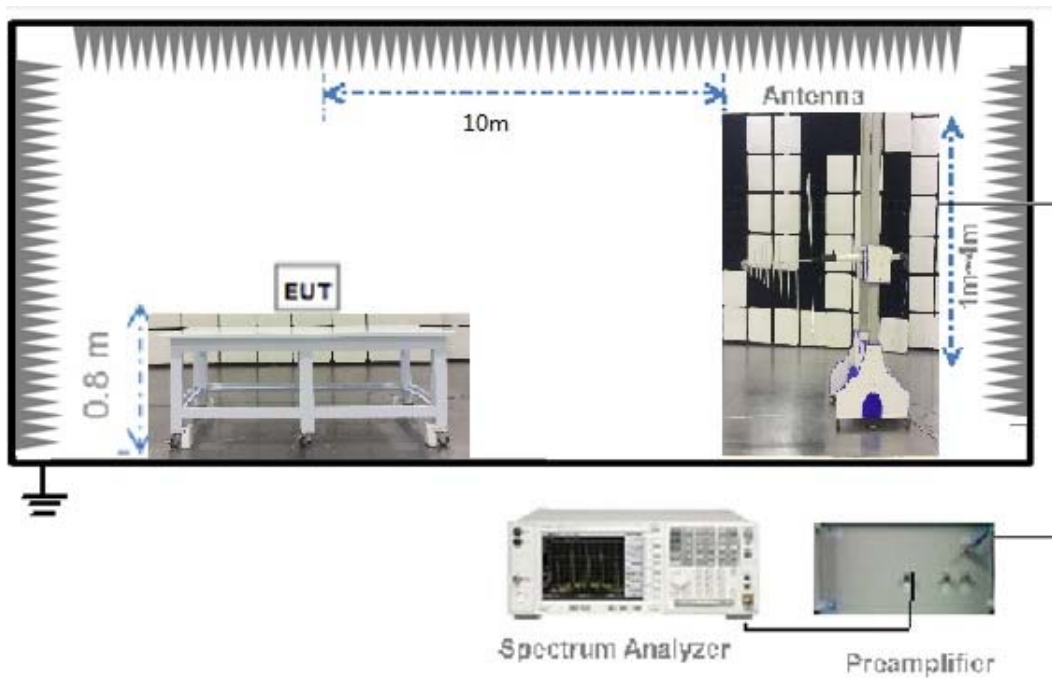 Antenna
10m
1m~4m
EUT
0.8 m
Spectrum Analyzer
Preamplifier